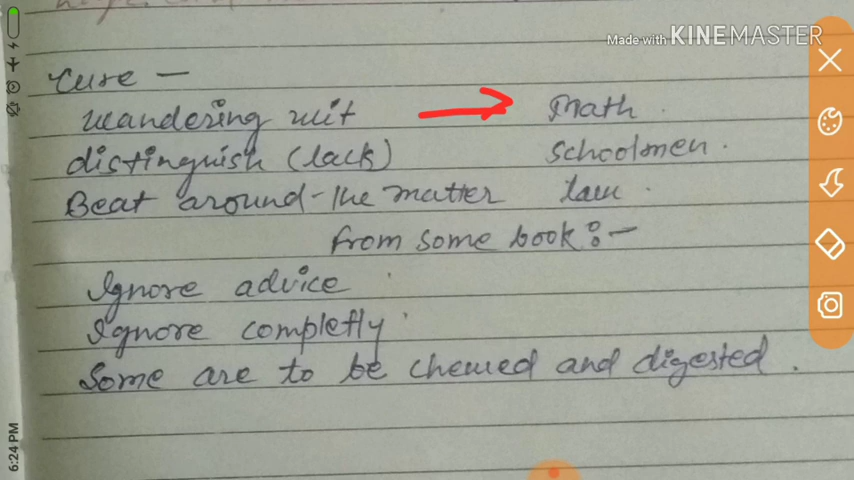 Made with KINEMASTER
Cure —
Wandering wit → Math.
distinguish (lack) Schoolmen.
Beat around the matter law.
From some book :-
Ignore advice
Ignore completly
Some are to be chewed and digested.
6:24 PM